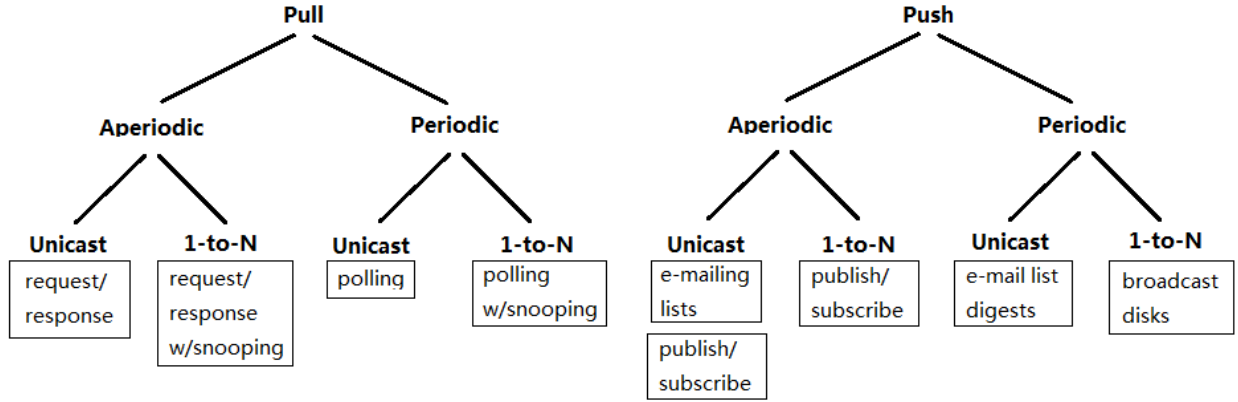 Pull
Push
Aperiodic
Periodic
Aperiodic
Periodic
Unicast
1-to-N
Unicast
1-to-N
Unicast
1-to-N
Unicast
1-to-N
request/
response
request/
response
w/snooping
polling
polling
w/snooping
e-mailing
lists
publish/
subscribe
publish/
subscribe
e-mail list
digests
broadcast
disks